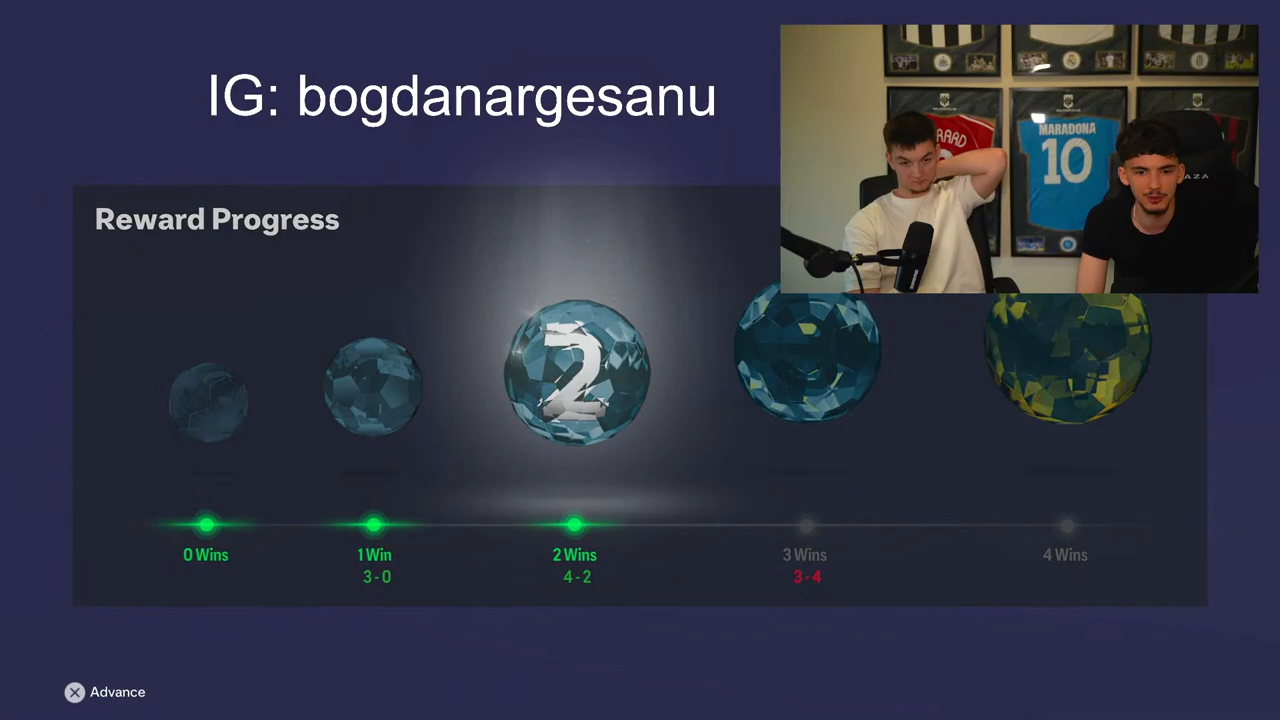 IG: bogdanargesanu
MARADONA
10
Reward Progress
2
0 Wins
1 Win
3 - 0
2 Wins
4 - 2
3 Wins
3 - 4
4 Wins
Advance